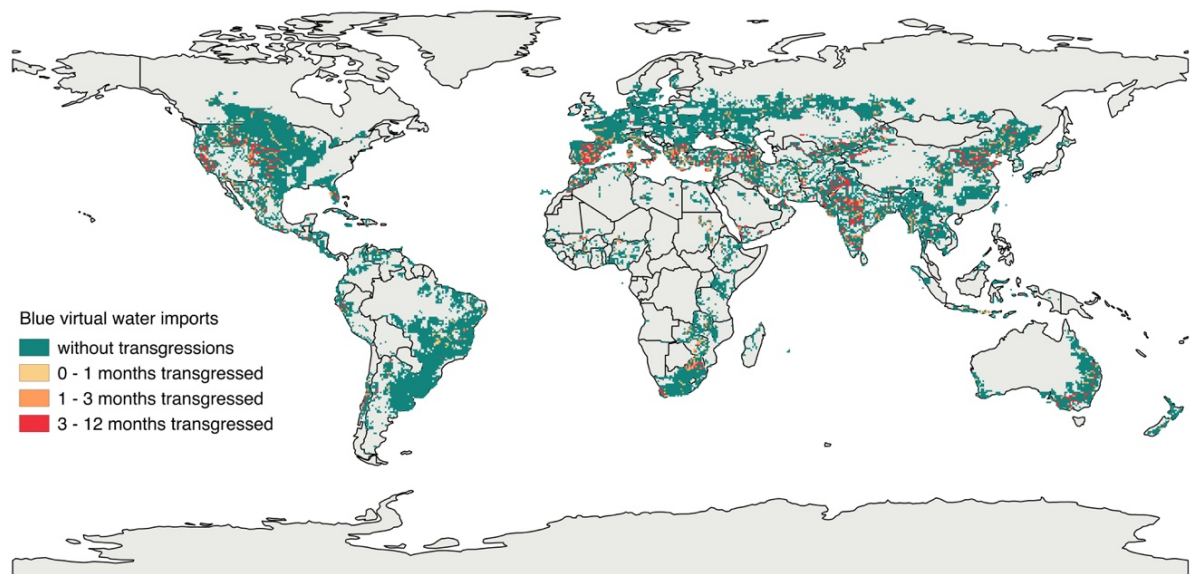 Blue virtual water imports
without transgressions
0 - 1 months transgressed
1 - 3 months transgressed
3 - 12 months transgressed